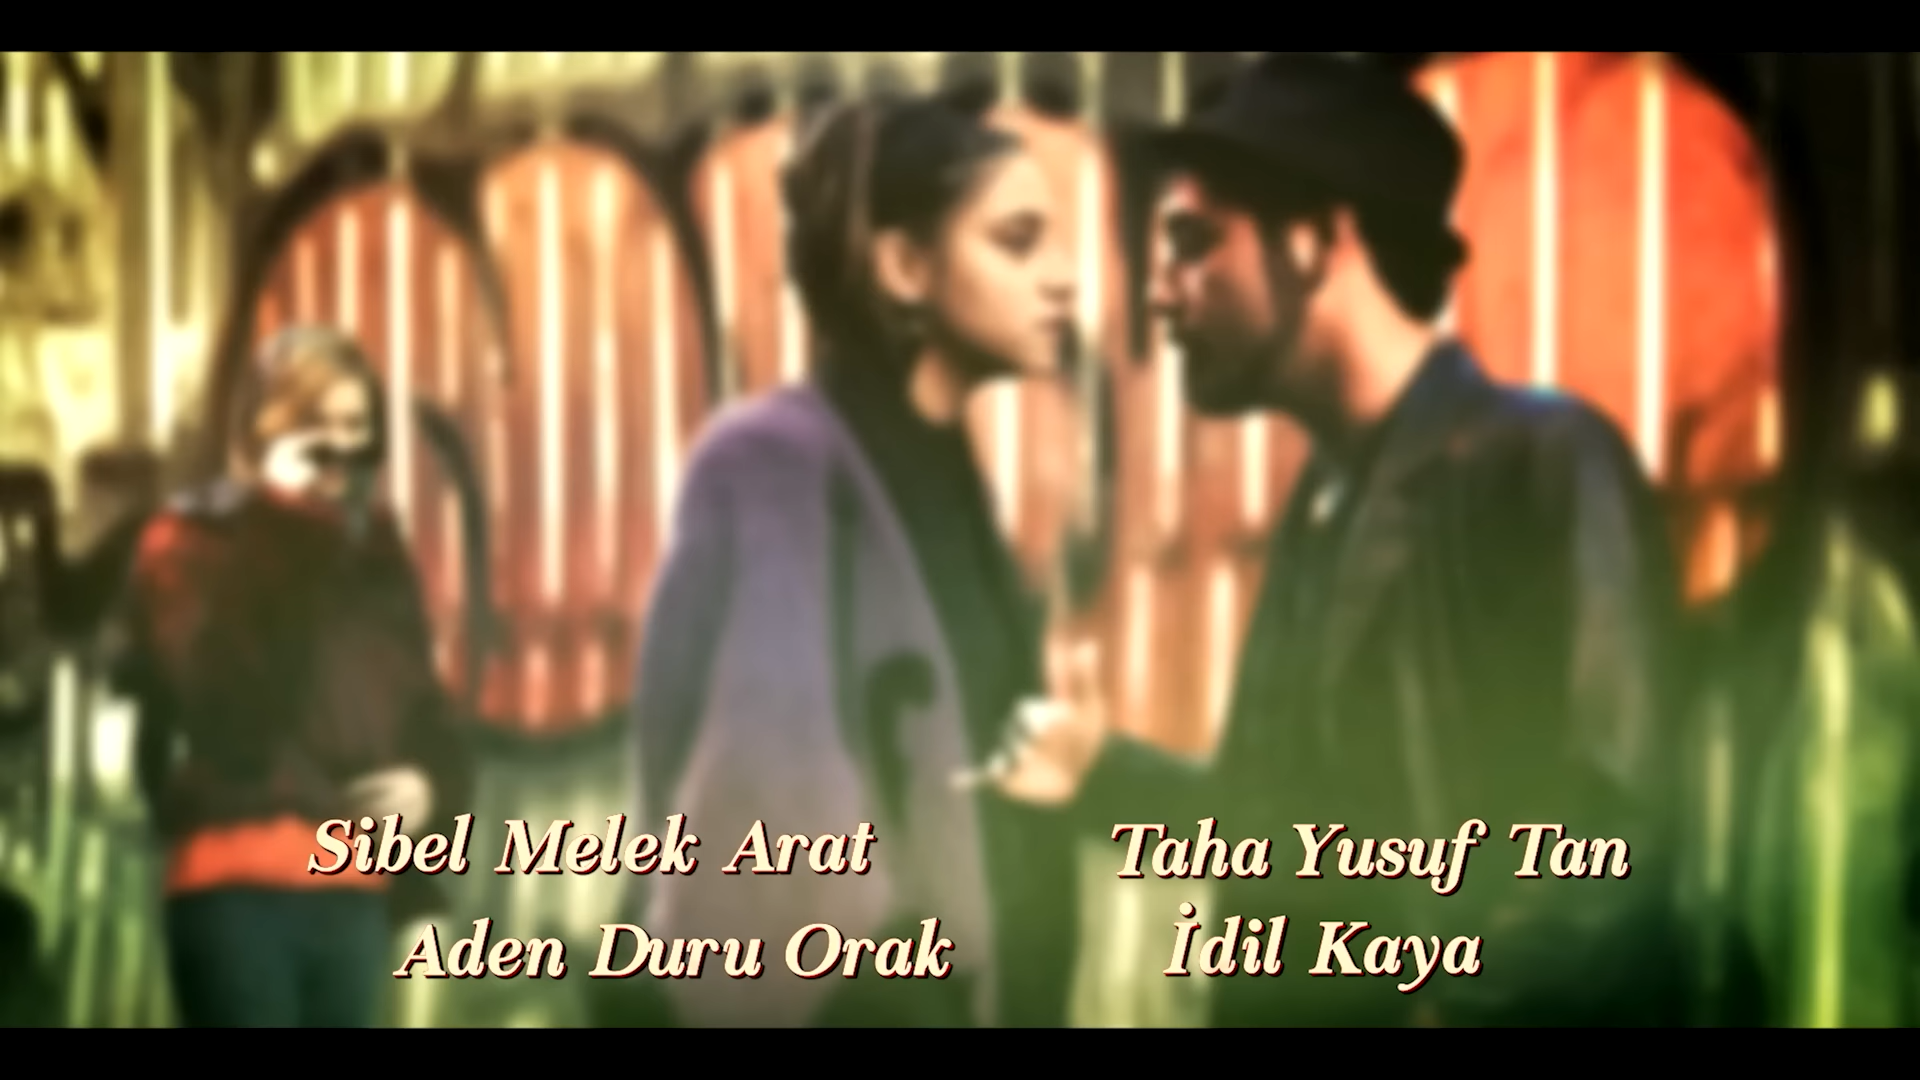 Sibel Melek Arat
Taha Yusuf Tan
Aden Duru Orak
İdil Kaya